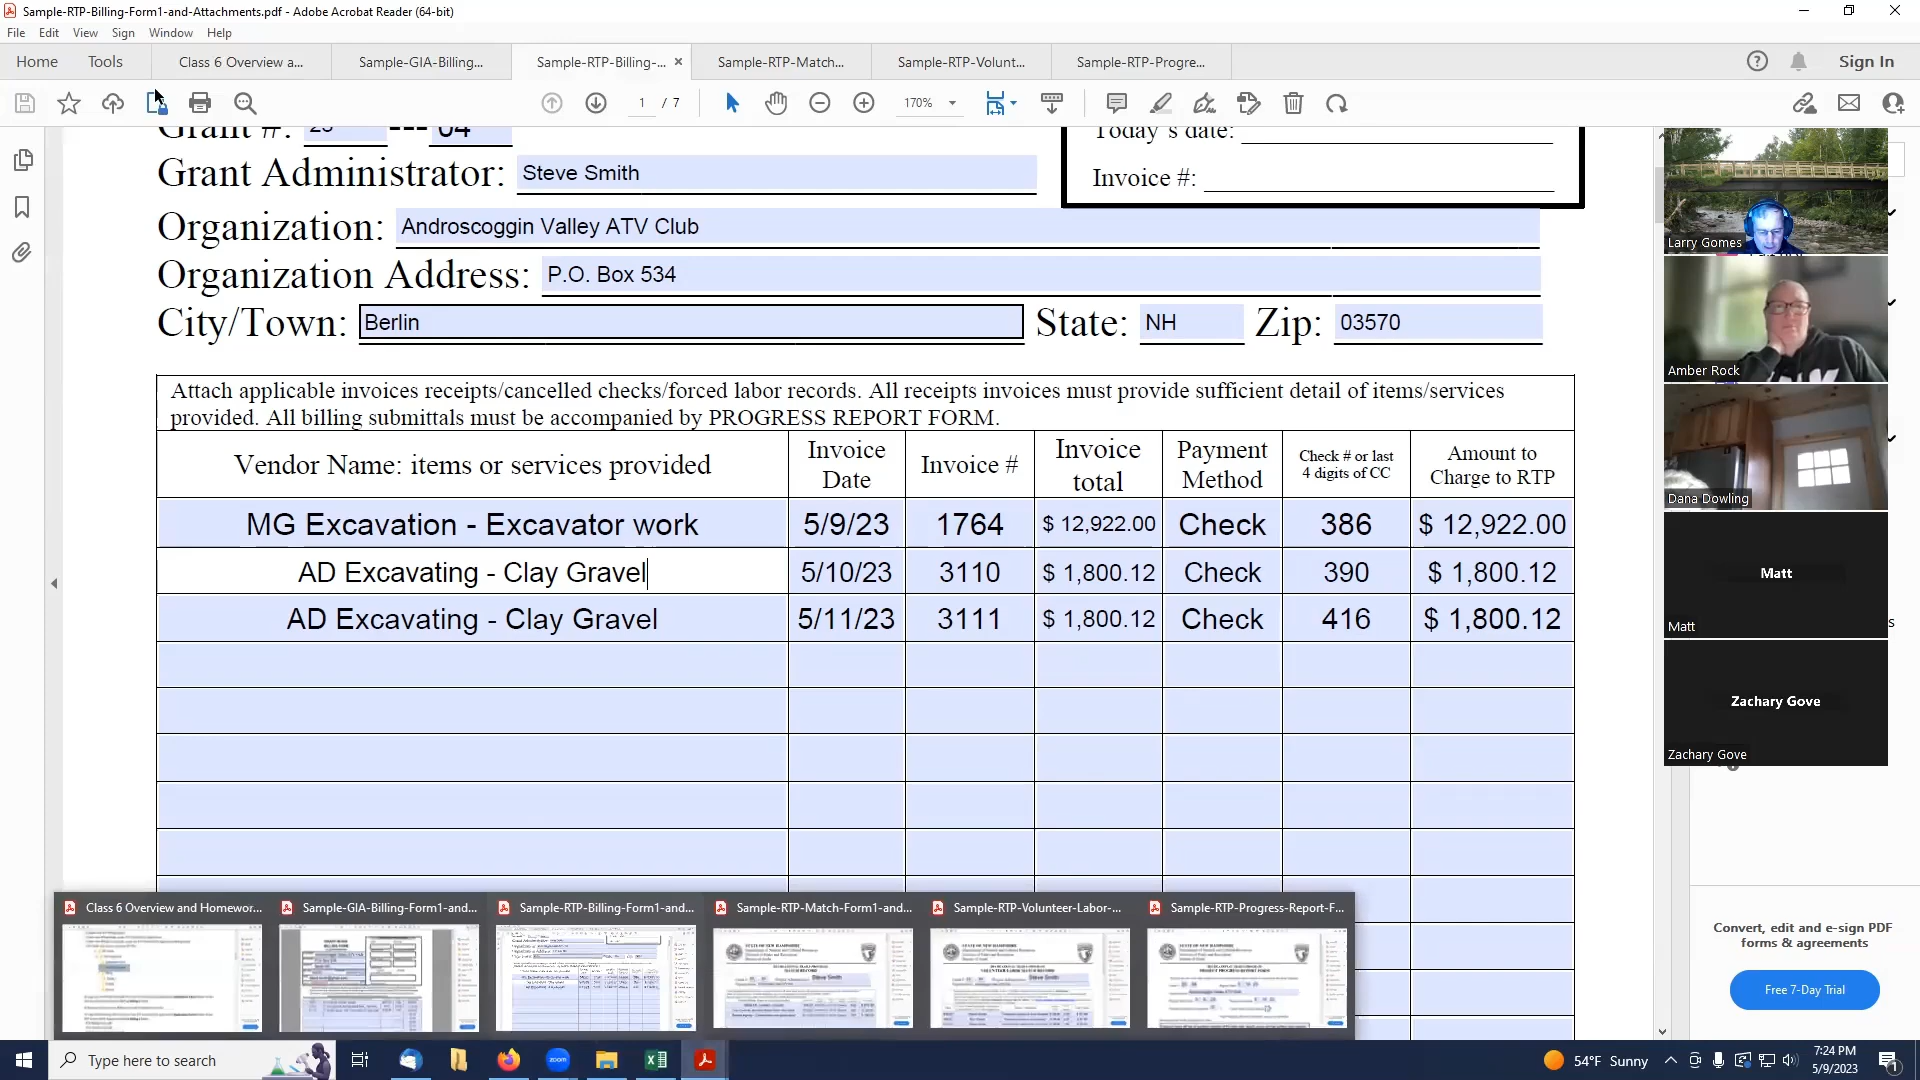 Sample-RTP-Billing-Form1-and-Attachments.pdf - Adobe Acrobat Reader (64-bit)
File Edit View Sign Window Help
Home Tools Class 6 Overview a... Sample-GIA-Billing... Sample-RTP-Billing-... Sample-RTP-Match... Sample-RTP-Volunt... Sample-RTP-Progre... Sign In
1 / 7 170%
Grant #: 23 --- 04
Today's date:
Grant Administrator: Steve Smith
Invoice #:
Organization: Androscoggin Valley ATV Club
Organization Address: P.O. Box 534
City/Town: Berlin State: NH Zip: 03570
Attach applicable invoices receipts/cancelled checks/forced labor records. All receipts invoices must provide sufficient detail of items/services
provided. All billing submittals must be accompanied by PROGRESS REPORT FORM.
Vendor Name: items or services provided Invoice Date Invoice # Invoice total Payment Method Check # or last 4 digits of CC Amount to Charge to RTP
MG Excavation - Excavator work 5/9/23 1764 $ 12,922.00 Check 386 $ 12,922.00
AD Excavating - Clay Gravel 5/10/23 3110 $ 1,800.12 Check 390 $ 1,800.12
AD Excavating - Clay Gravel 5/11/23 3111 $ 1,800.12 Check 416 $ 1,800.12
Larry Gomes
Amber Rock
Dana Dowling
Matt
Matt
Zachary Gove
Zachary Gove
Convert, edit and e-sign PDF
forms & agreements
Free 7-Day Trial
Class 6 Overview and Homewor... Sample-GIA-Billing-Form1-and... Sample-RTP-Billing-Form1-and... Sample-RTP-Match-Form1-and... Sample-RTP-Volunteer-Labor-... Sample-RTP-Progress-Report-F...
Type here to search zoom 54°F Sunny 7:24 PM
5/9/2023 1